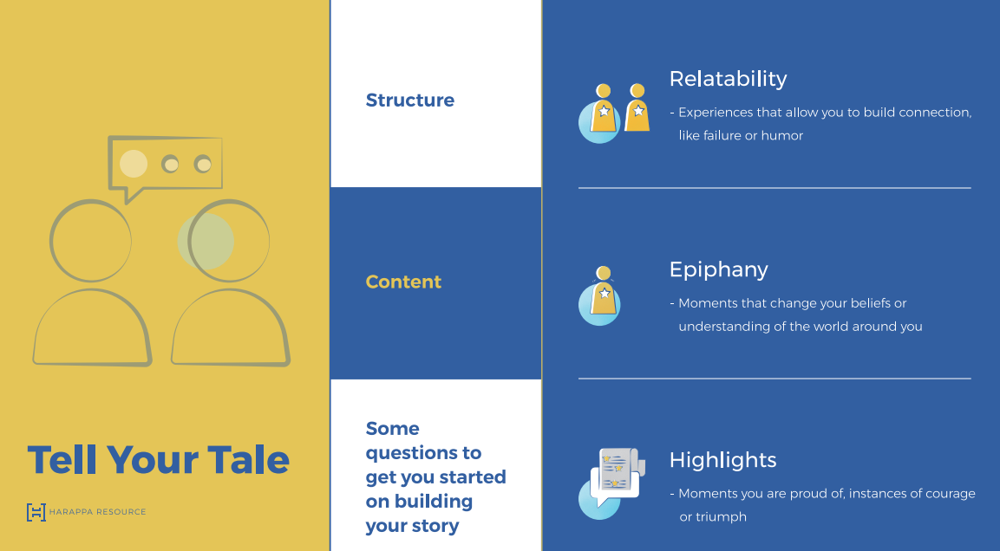 Tell Your Tale
HARAPPA RESOURCE
Structure
Content
Some
questions to
get you started
on building
your story
Relatability
- Experiences that allow you to build connection,
like failure or humor
Epiphany
- Moments that change your beliefs or
understanding of the world around you
Highlights
- Moments you are proud of, instances of courage
or triumph